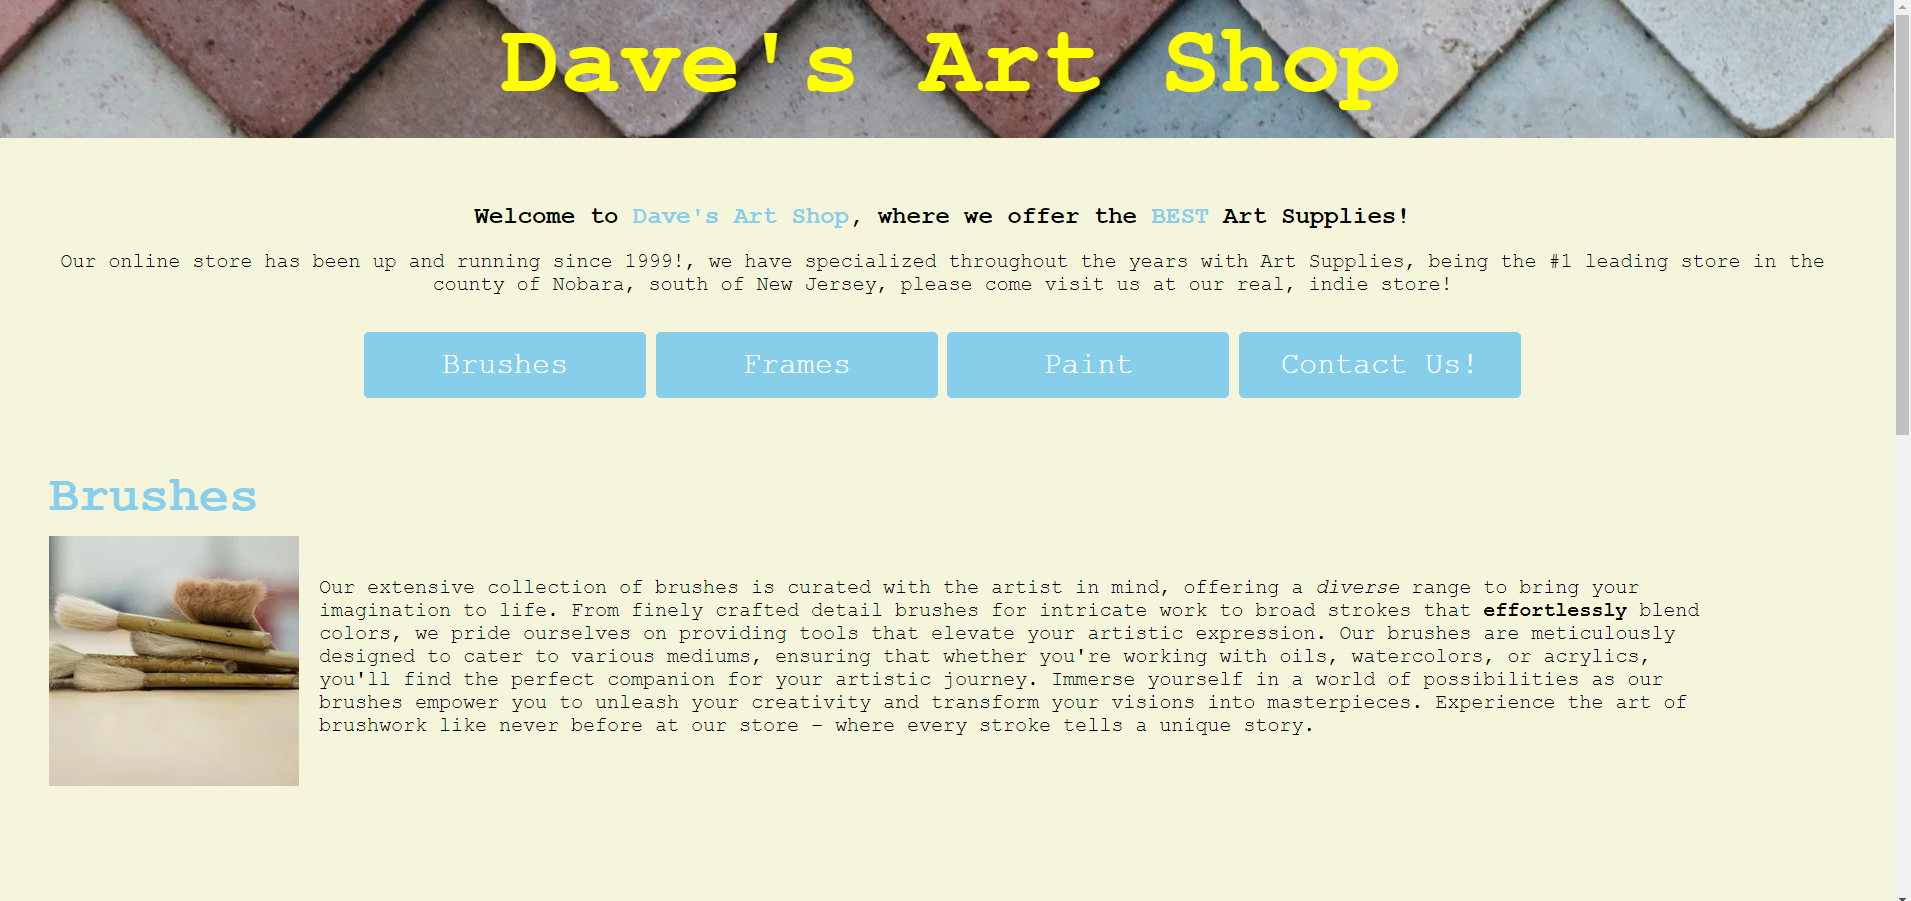 Dave's Art Shop
Welcome to Dave's Art Shop, where we offer the BEST Art Supplies!
Our online store has been up and running since 1999!, we have specialized throughout the years with Art Supplies, being the #1 leading store in the
county of Nobara, south of New Jersey, please come visit us at our real, indie store!
Brushes
Frames
Paint
Contact Us!
Brushes
Our extensive collection of brushes is curated with the artist in mind, offering a diverse range to bring your
imagination to life. From finely crafted detail brushes for intricate work to broad strokes that effortlessly blend
colors, we pride ourselves on providing tools that elevate your artistic expression. Our brushes are meticulously
designed to cater to various mediums, ensuring that whether you're working with oils, watercolors, or acrylics,
you'll find the perfect companion for your artistic journey. Immerse yourself in a world of possibilities as our
brushes empower you to unleash your creativity and transform your visions into masterpieces. Experience the art of
brushwork like never before at our store – where every stroke tells a unique story.